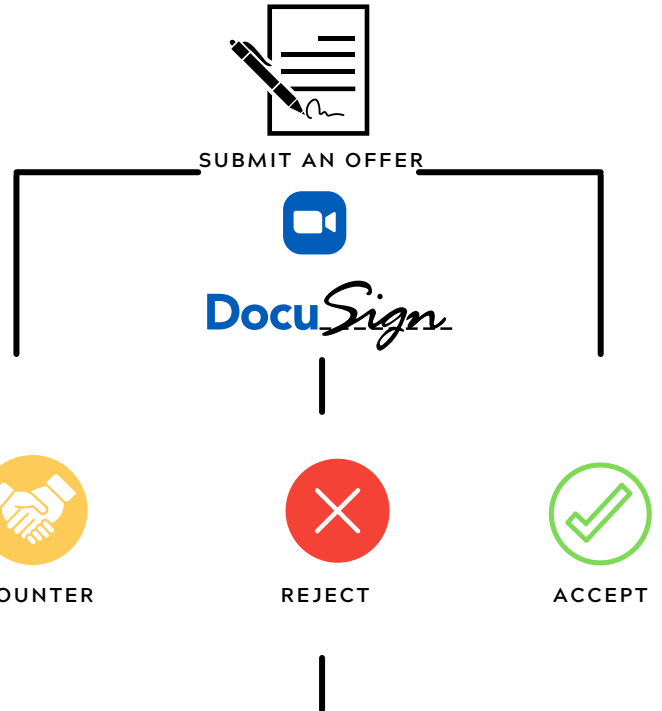 SUBMIT AN OFFER
DocuSign
OUNTER
REJECT
ACCEPT